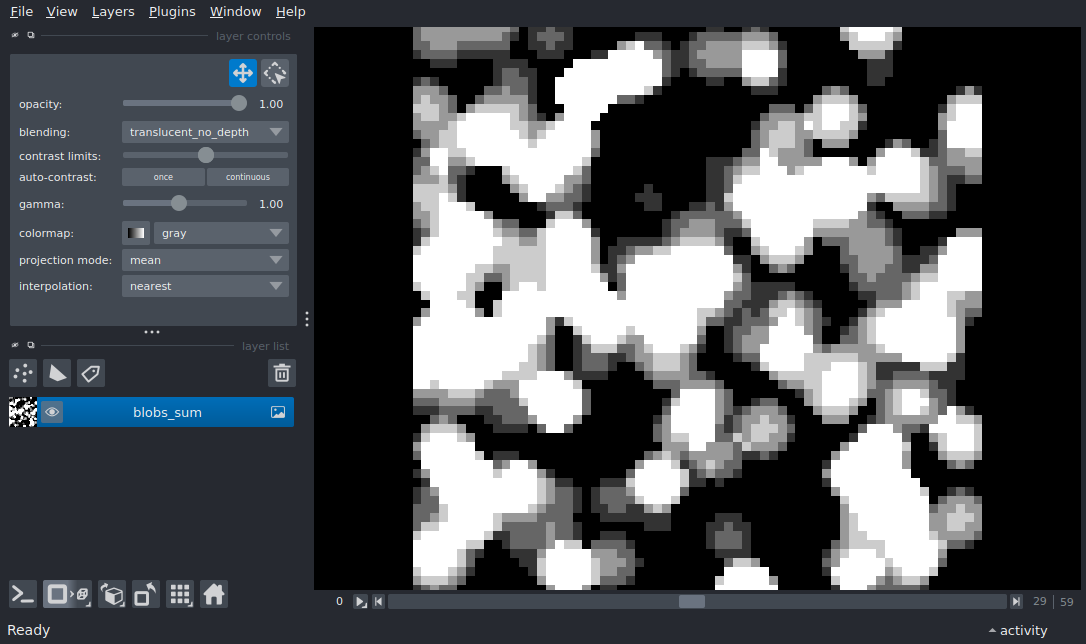 File View Layers Plugins Window Help
layer controls
opacity: 1.00
blending: translucent_no_depth
contrast limits:
auto-contrast: once continuous
gamma: 1.00
colormap: gray
projection mode: mean
interpolation: nearest
layer list
blobs_sum
0 29 59
Ready activity